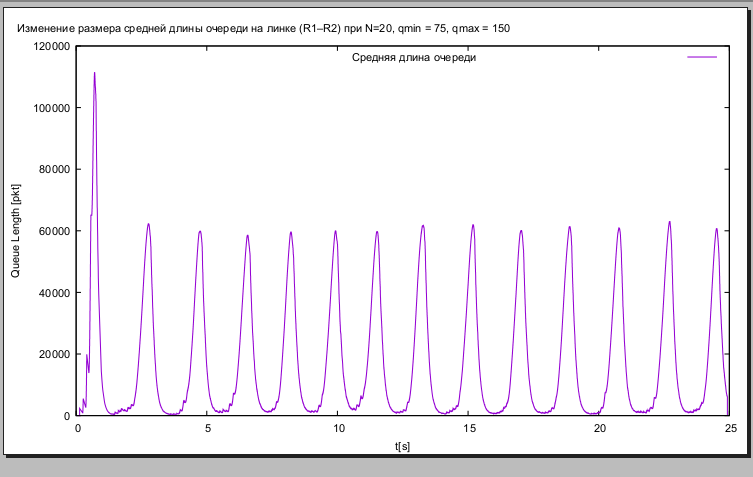 Изменение размера средней длины очереди на линке (R1–R2) при N=20, qmin = 75, qmax = 150
Средняя длина очереди
Queue Length [pkt]
120000
100000
80000
60000
40000
20000
0
0 5 10 15 20 25
t[s]